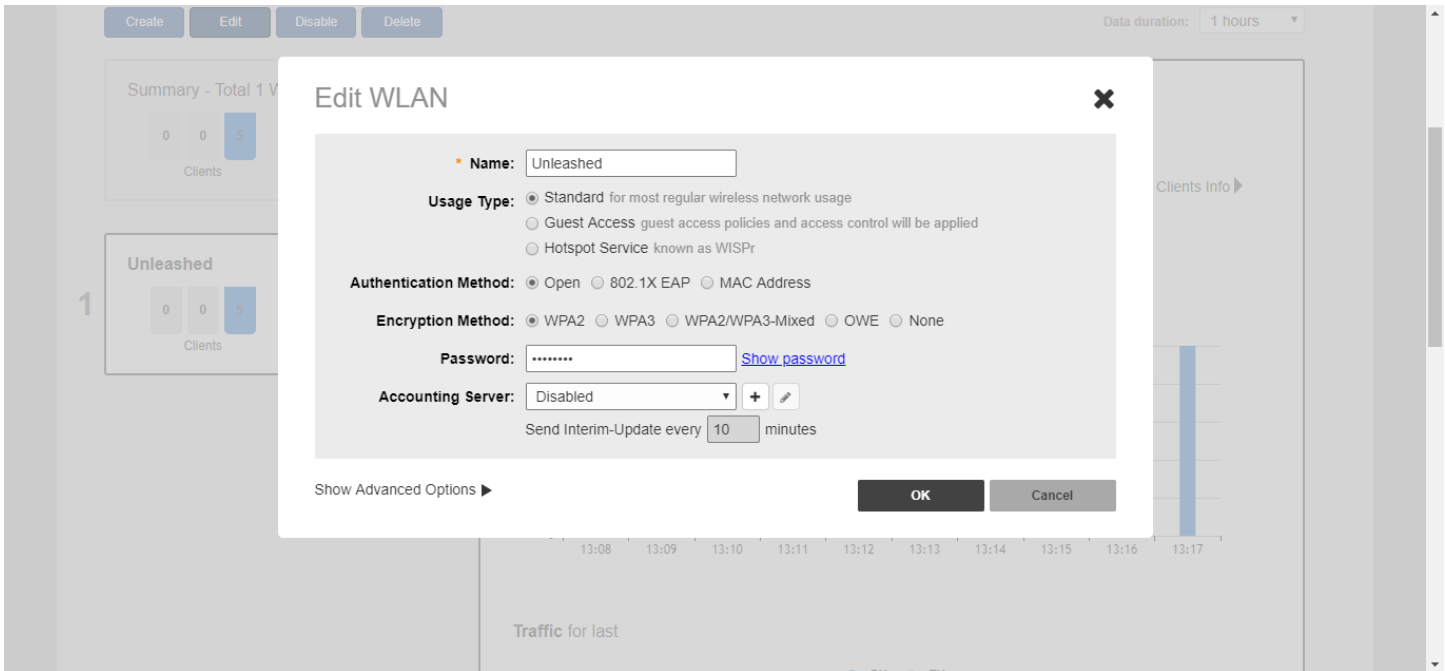 Create Edit Disable Delete Data duration: 1 hours
Summary - Total 1 W
0 0 5
Clients
Edit WLAN
* Name: Unleashed
Usage Type: Standard for most regular wireless network usage
Guest Access guest access policies and access control will be applied
Hotspot Service known as WISPr
Clients Info
Authentication Method: Open 802.1X EAP MAC Address
Encryption Method: WPA2 WPA3 WPA2/WPA3-Mixed OWE None
Password: •••••••• Show password
Accounting Server: Disabled +
Send Interim-Update every 10 minutes
Show Advanced Options OK Cancel
1
Unleashed
0 0 5
Clients
13:08 13:09 13:10 13:11 13:12 13:13 13:14 13:15 13:16 13:17
Traffic for last